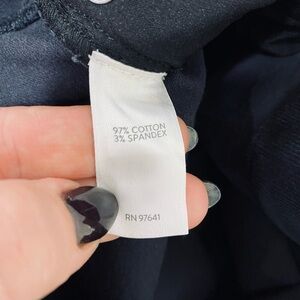 97% COTTON
3% SPANDEX
RN 97641